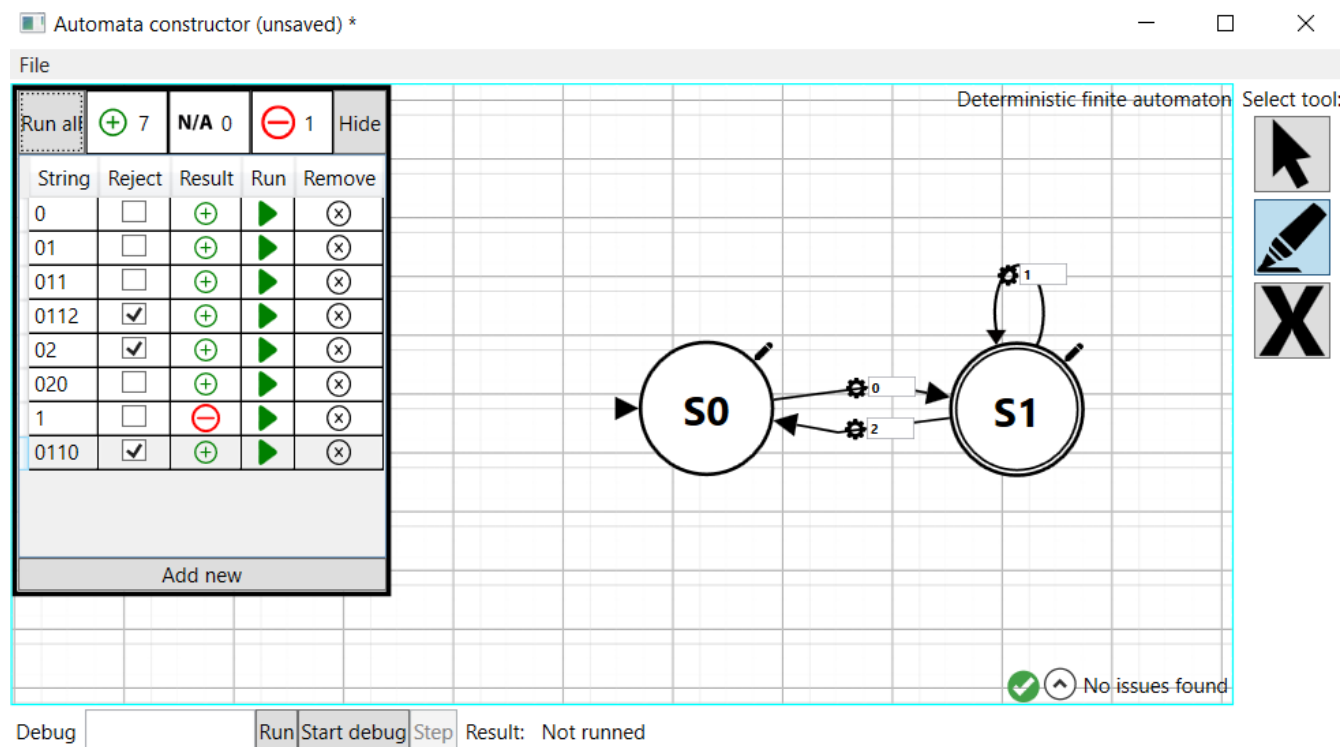 Automata constructor (unsaved) *
File
Run all 7 N/A 0 1 Hide
Deterministic finite automaton
Select tool:
String Reject Result Run Remove
0
01
011
0112
02
020
1
0110
Add new
1
0
S0
S1
2
No issues found
Debug Run Start debug Step Result: Not runned